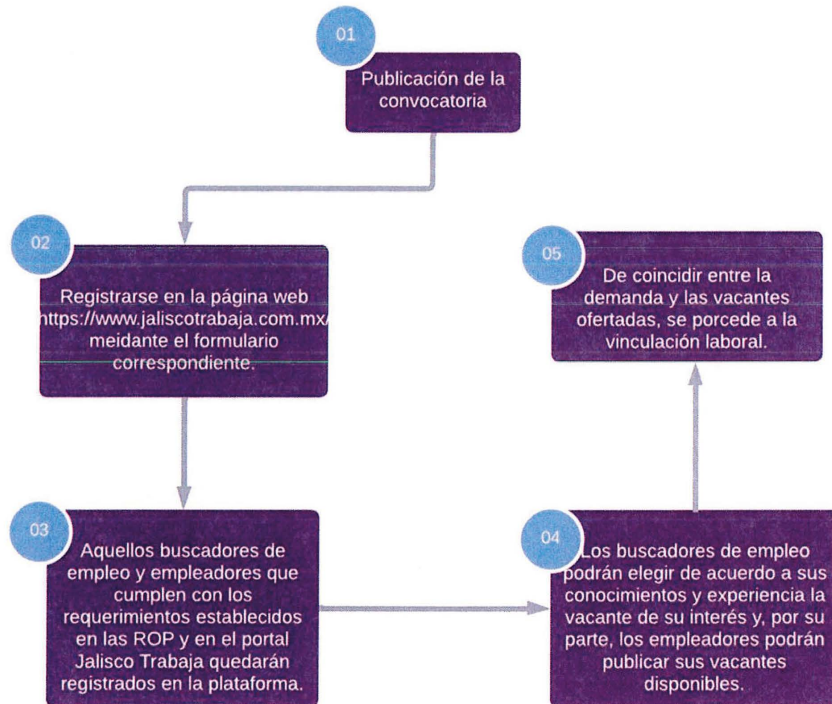 01
Publicación de la
convocatoria
02
Registrarse en la página web
https://www.jaliscotrabaja.com.mx/
meidante el formulario
correspondiente.
03
Aquellos buscadores de
empleo y empleadores que
cumplen con los
requerimientos establecidos
en las ROP y en el portal
Jalisco Trabaja quedarán
registrados en la plataforma.
04
Los buscadores de empleo
podrán elegir de acuerdo a sus
conocimientos y experiencia la
vacante de su interés y, por su
parte, los empleadores podrán
publicar sus vacantes
disponibles.
05
De coincidir entre la
demanda y las vacantes
ofertadas, se porcede a la
vinculación laboral.